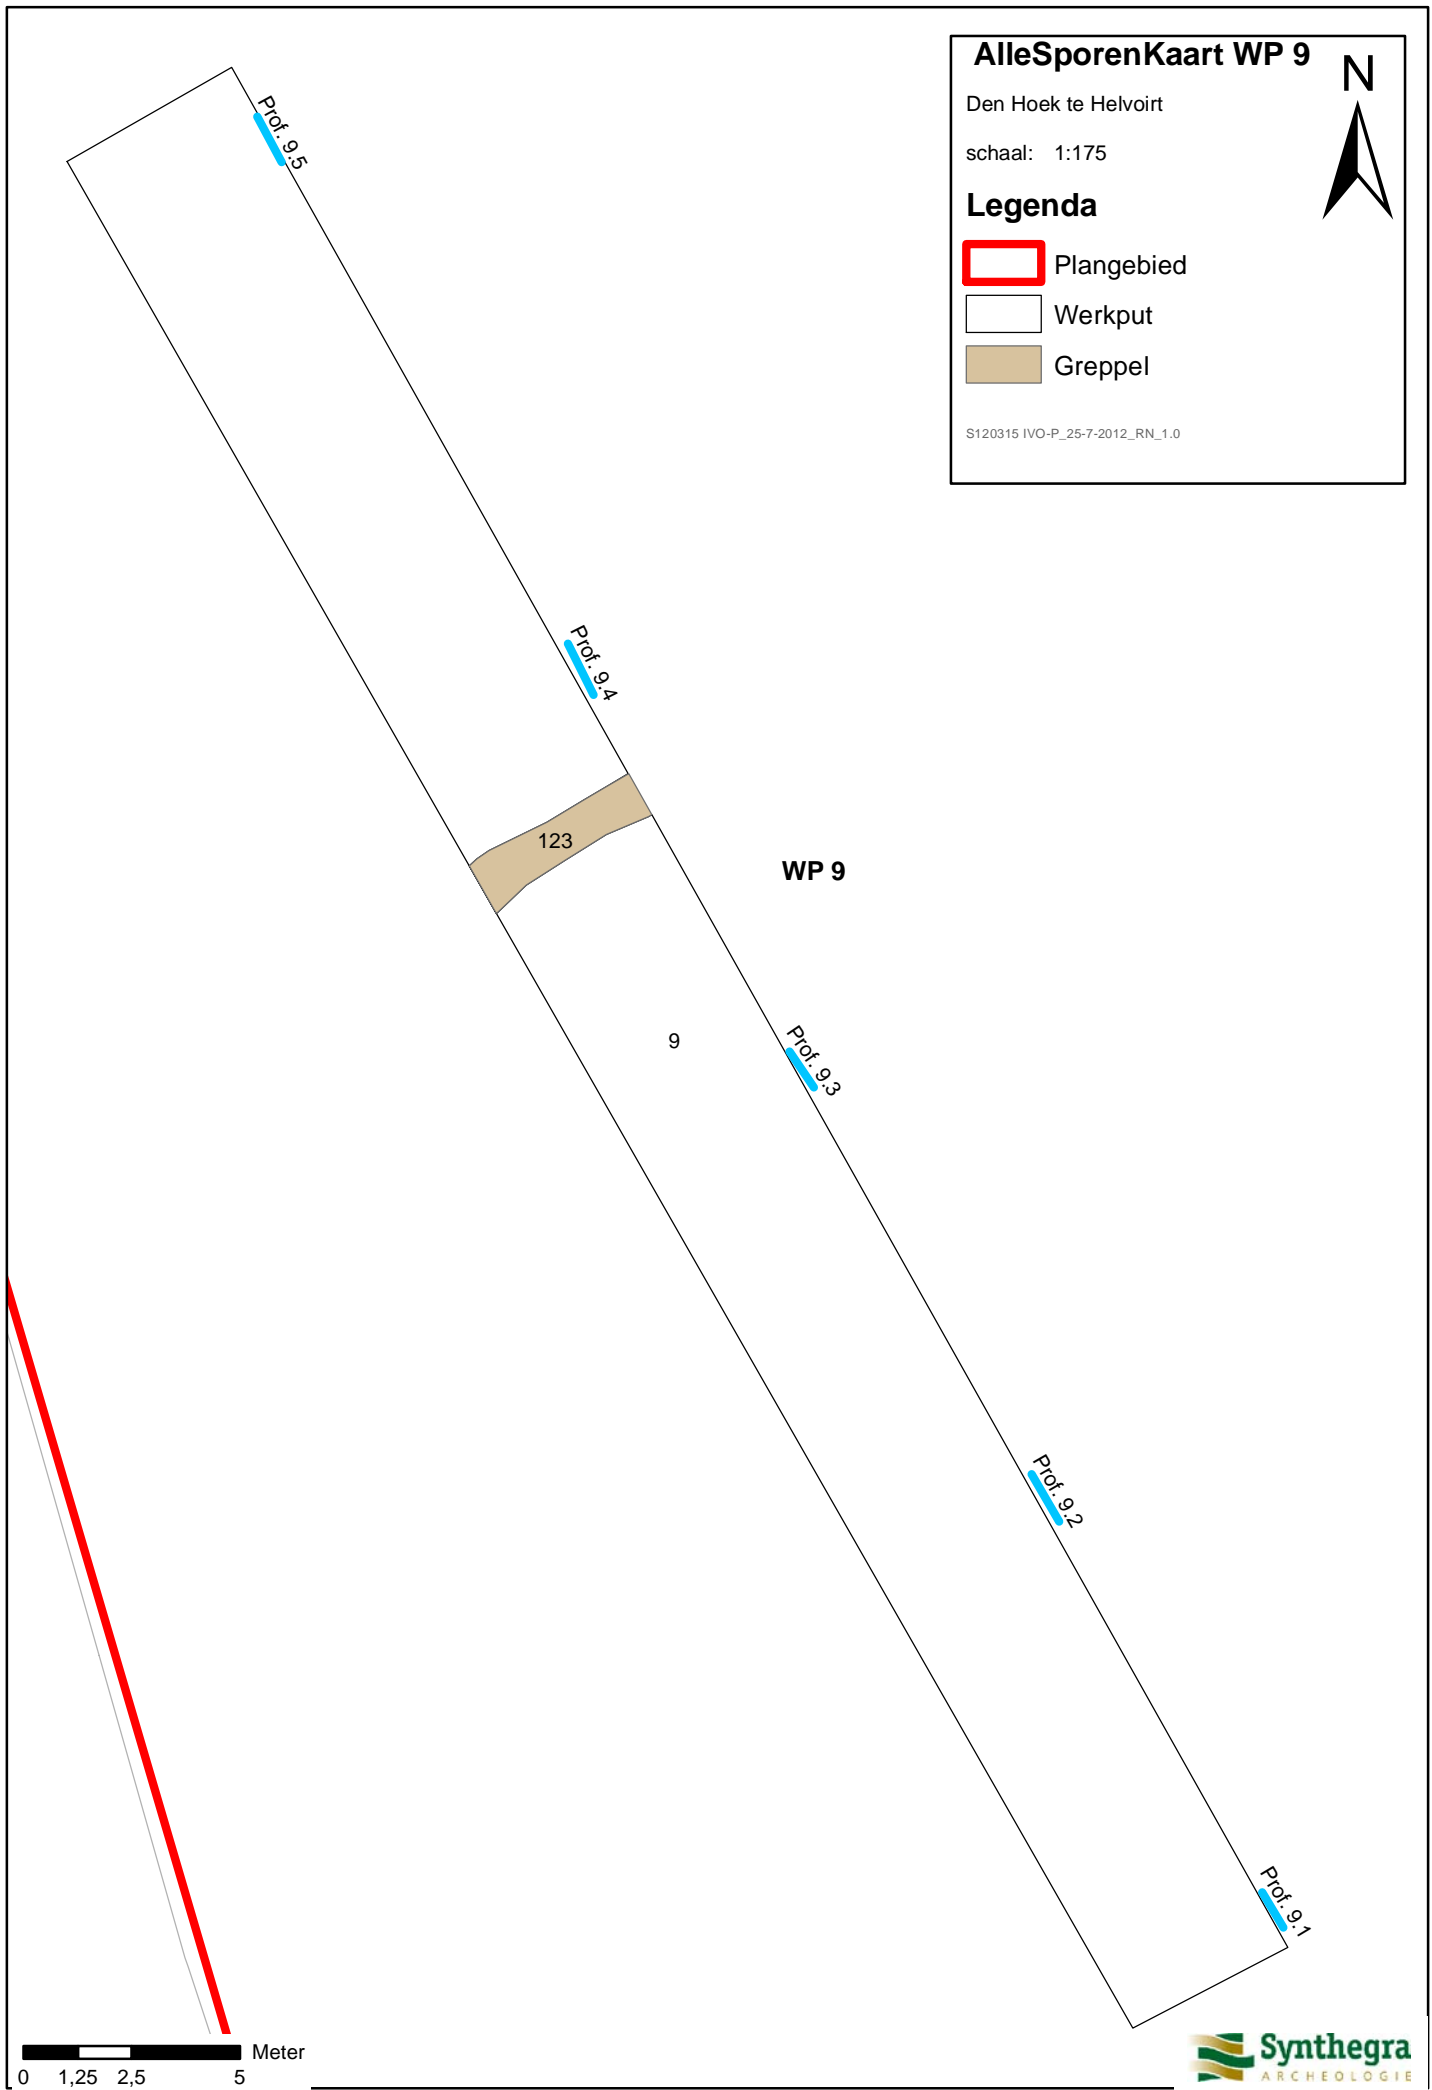 AlleSporenKaart WP 9
N
Den Hoek te Helvoirt
schaal: 1:175
Legenda
Plangebied
Werkput
Greppel
S120315 IVO-P_25-7-2012_RN_1.0
Prof. 9.5
Prof. 9.4
123
WP 9
9
Prof. 9.3
Prof. 9.2
Prof. 9.1
Meter
0 1,25 2,5 5
Synthegra
ARCHEOLOGIE